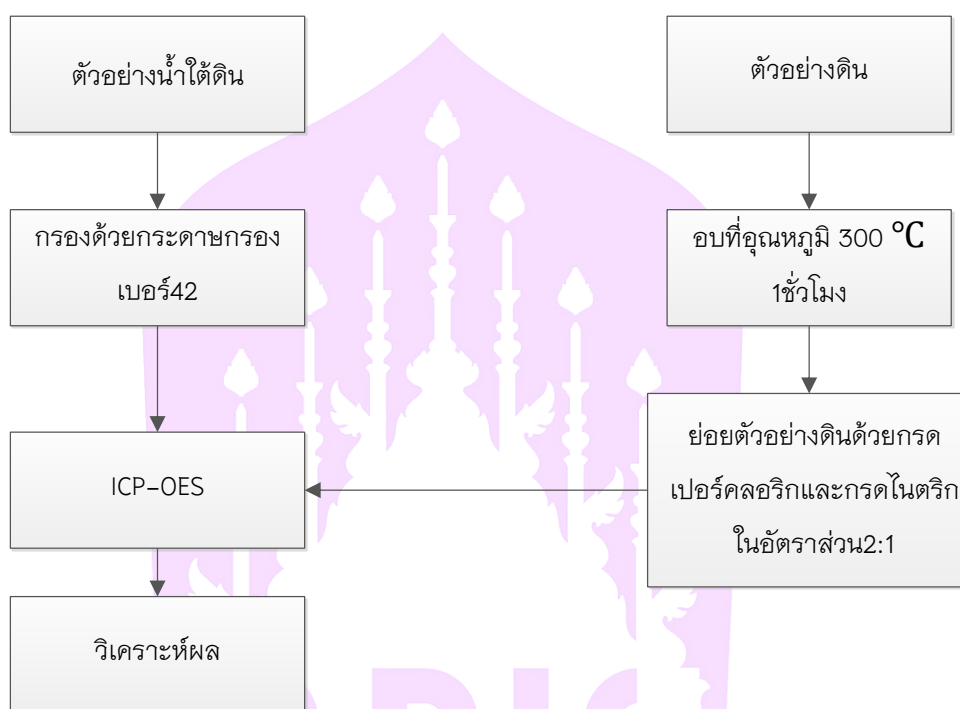 ตัวอย่างน้ำใต้ดิน
ตัวอย่างดิน
กรองด้วยกระดาษกรอง
เบอร์42
อบที่อุณหภูมิ 300 °C
1ชั่วโมง
ย่อยตัวอย่างดินด้วยกรด
เปอร์คลอริกและกรดไนตริก
ในอัตราส่วน2:1
ICP-OES
วิเคราะห์ผล